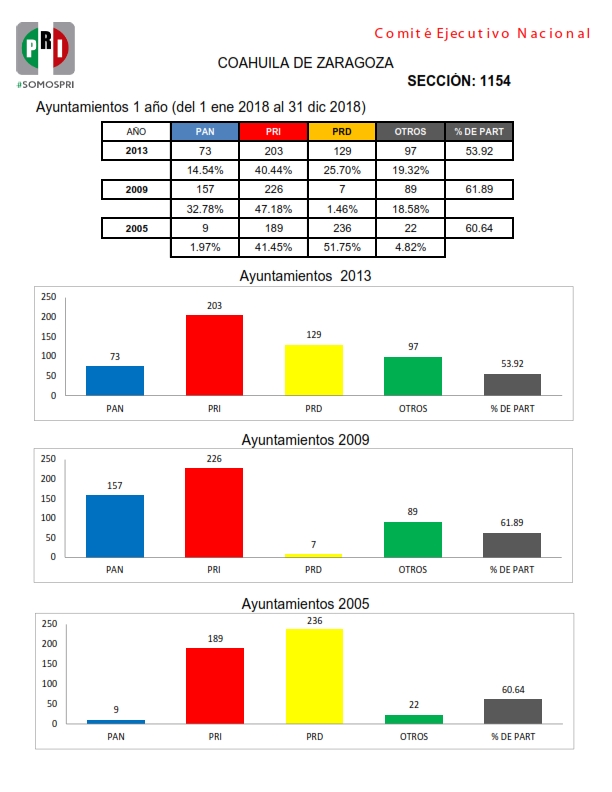 Comité Ejecutivo Nacional
PRI
#SOMOSPRI
COAHUILA DE ZARAGOZA
SECCIÓN: 1154
Ayuntamientos 1 año (del 1 ene 2018 al 31 dic 2018)
AÑO PAN PRI PRD OTROS % DE PART
2013 73 203 129 97 53.92
14.54% 40.44% 25.70% 19.32%
2009 157 226 7 89 61.89
32.78% 47.18% 1.46% 18.58%
2005 9 189 236 22 60.64
1.97% 41.45% 51.75% 4.82%
Ayuntamientos 2013
250
200
150
100
50
0
203
129
97
73
53.92
PAN PRI PRD OTROS % DE PART
Ayuntamientos 2009
250
200
150
100
50
0
226
157
89
61.89
7
PAN PRI PRD OTROS % DE PART
Ayuntamientos 2005
250
200
150
100
50
0
236
189
60.64
22
9
PAN PRI PRD OTROS % DE PART